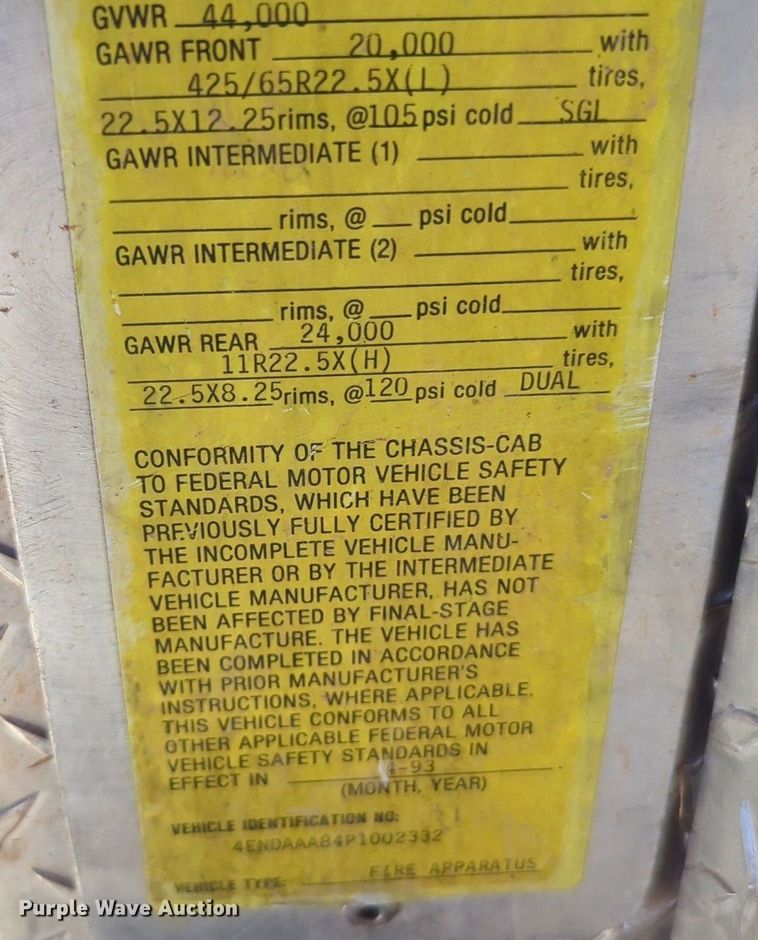 GVWR 44,000
GAWR FRONT 20,000 with
425/65R22.5X(L) tires,
22.5X12.25rims, @105psi cold SGL
GAWR INTERMEDIATE (1) with
tires,
rims, @ psi cold
GAWR INTERMEDIATE (2) with
tires,
rims, @ psi cold
GAWR REAR 24,000 with
11R22.5X(H) tires,
22.5X8.25rims, @120 psi cold DUAL
CONFORMITY OF THE CHASSIS-CAB
TO FEDERAL MOTOR VEHICLE SAFETY
STANDARDS, WHICH HAVE BEEN
PREVIOUSLY FULLY CERTIFIED BY
THE INCOMPLETE VEHICLE MANU-
FACTURER OR BY THE INTERMEDIATE
VEHICLE MANUFACTURER, HAS NOT
BEEN AFFECTED BY FINAL-STAGE
MANUFACTURE. THE VEHICLE HAS
BEEN COMPLETED IN ACCORDANCE
WITH PRIOR MANUFACTURER'S
INSTRUCTIONS, WHERE APPLICABLE.
THIS VEHICLE CONFORMS TO ALL
OTHER APPLICABLE FEDERAL MOTOR
VEHICLE SAFETY STANDARDS IN
EFFECT IN 4-93
(MONTH, YEAR)
VEHICLE IDENTIFICATION NO:
4ENDAAA84P1002332
VEHICLE TYPE FIRE APPARATUS
Purple Wave Auction